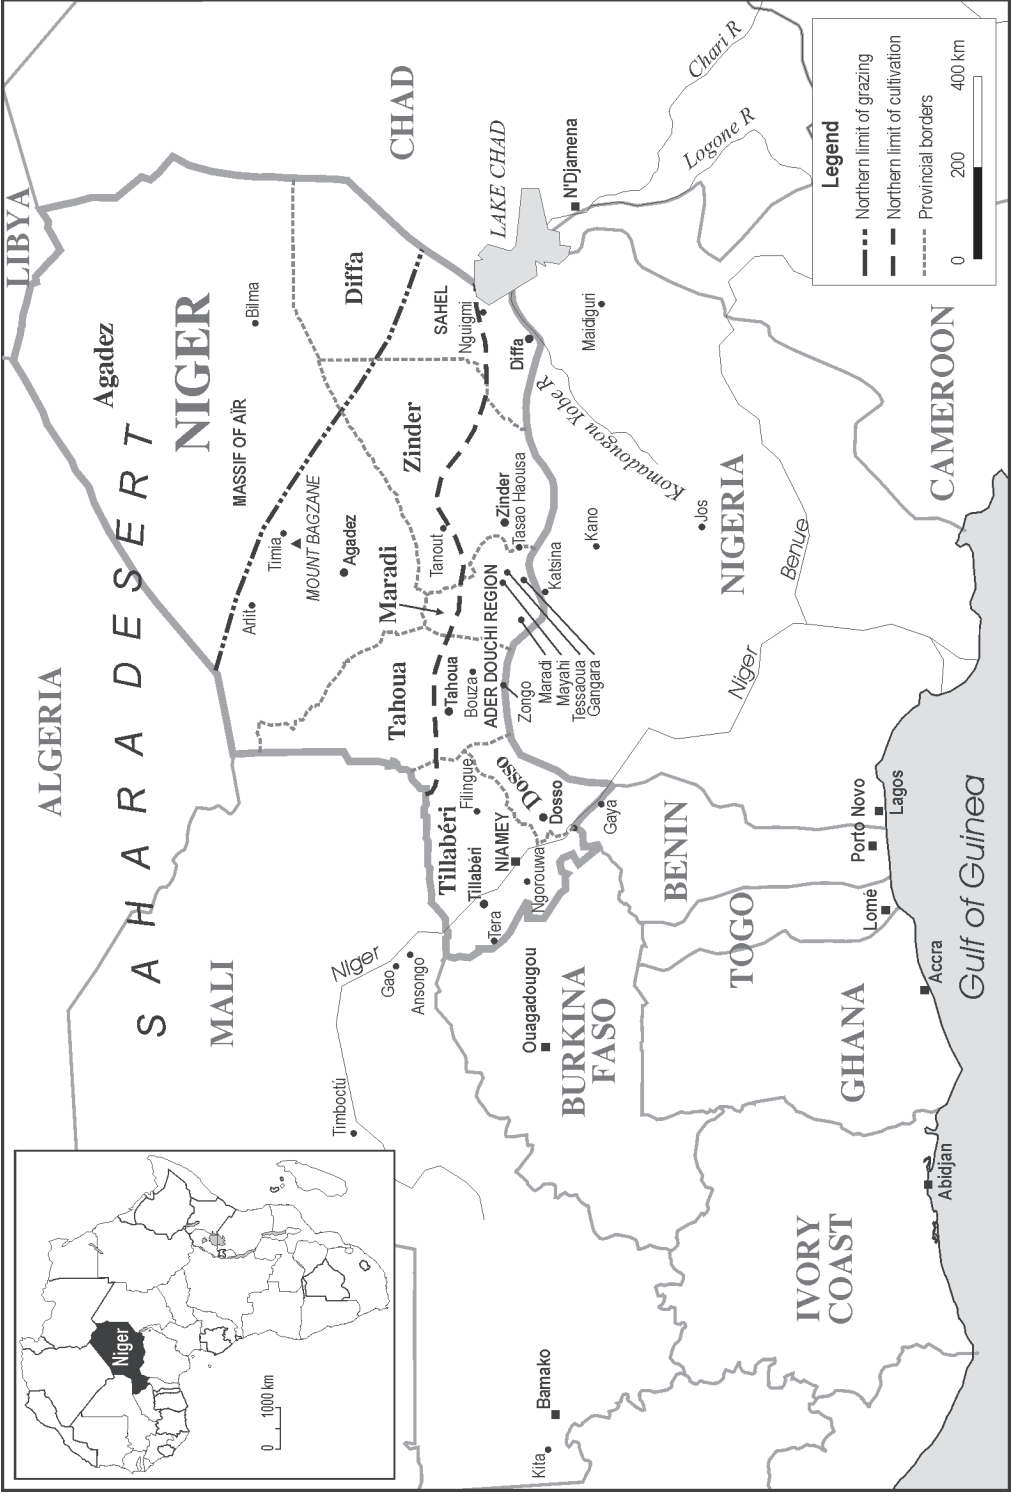 LIBYA
ALGERIA
CHAD
MALI
SAHARA DESERT
NIGER
Agadez
Bilma
MASSIF OF AÏR
Timia
MOUNT BAGZANE
Arlit
Agadez
Diffa
SAHEL
Nguigmi
Diffa
LAKE CHAD
N'Djamena
Chari R
Logone R
Zinder
Zinder
Tasao Haousa
Tanout
Maradi
Tahoua
Tahoua
Bouza
ADER DOUCHI REGION
Zongo
Maradi
Mayahi
Tessaoua
Gangara
Katsina
Kano
Maidiguri
Komadougou Yobe R
Jos
NIGERIA
Benue
Niger
CAMEROON
Tillabéri
Filingue
Tillabéri
NIAMEY
Tera
Ngorouwa
Dosso
Dosso
Gaya
Niger
Gao
Ansongo
Timboctú
Ouagadougou
BURKINA
FASO
BENIN
TOGO
GHANA
IVORY
COAST
Porto Novo
Lagos
Lomé
Accra
Abidjan
Gulf of Guinea
Bamako
Kita
Niger
0 1000 km
Legend
Northern limit of grazing
Northern limit of cultivation
Provincial borders
0 200 400 km